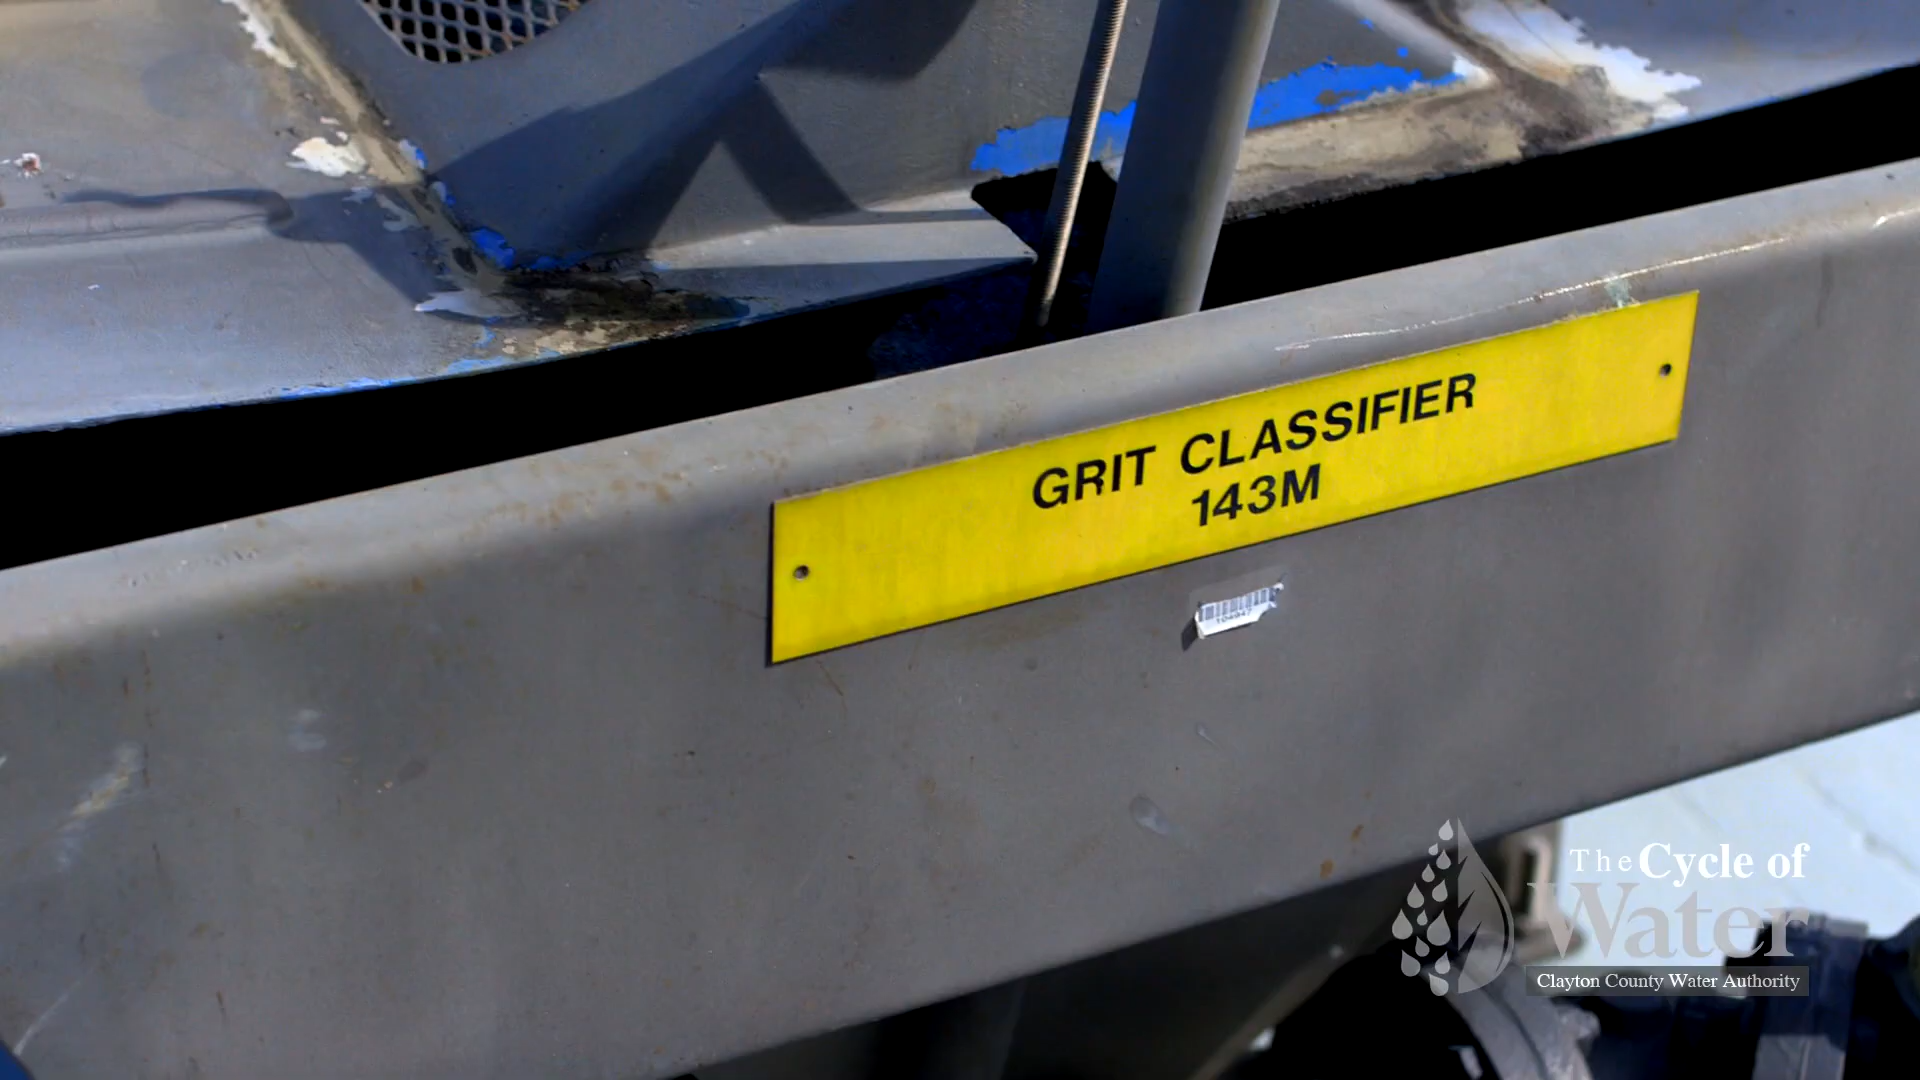 GRIT CLASSIFIER
143M
The Cycle of
Water
Clayton County Water Authority